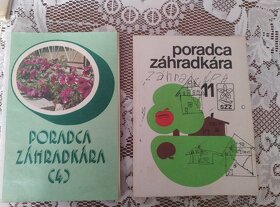 PORADCA
ZÁHRADKÁRA
(4)
poradca
záhradkára
11
szz